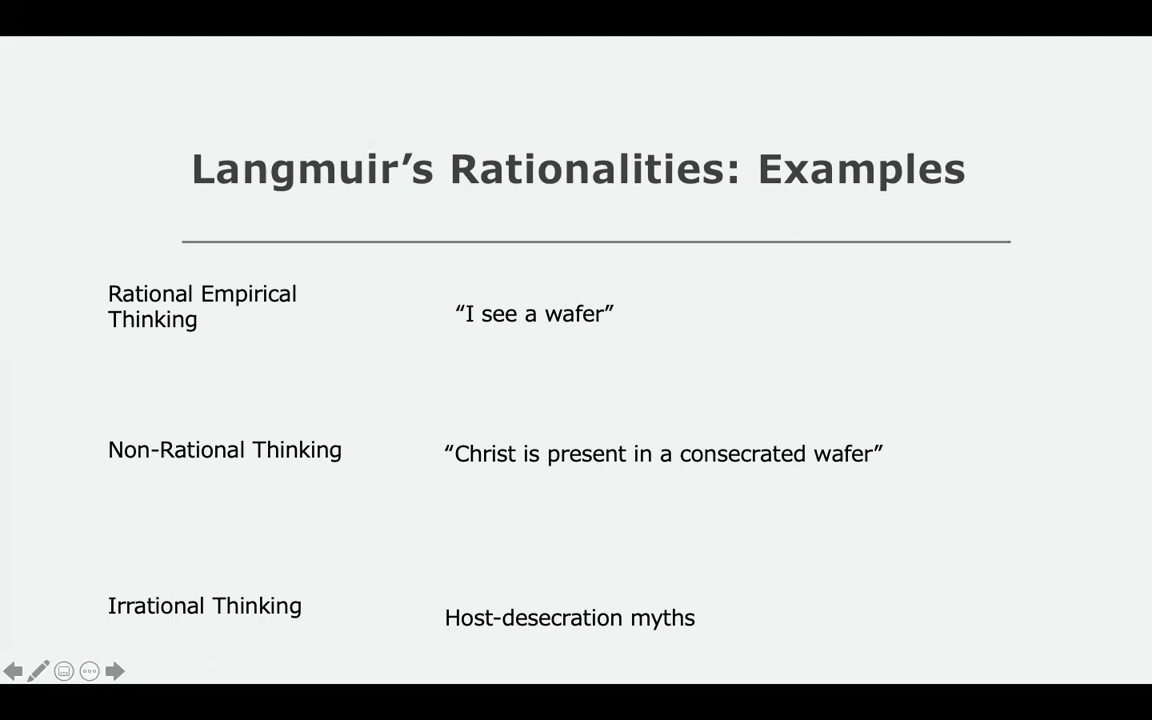 Langmuir’s Rationalities: Examples
Rational Empirical
Thinking
“I see a wafer”
Non-Rational Thinking
“Christ is present in a consecrated wafer”
Irrational Thinking
Host-desecration myths